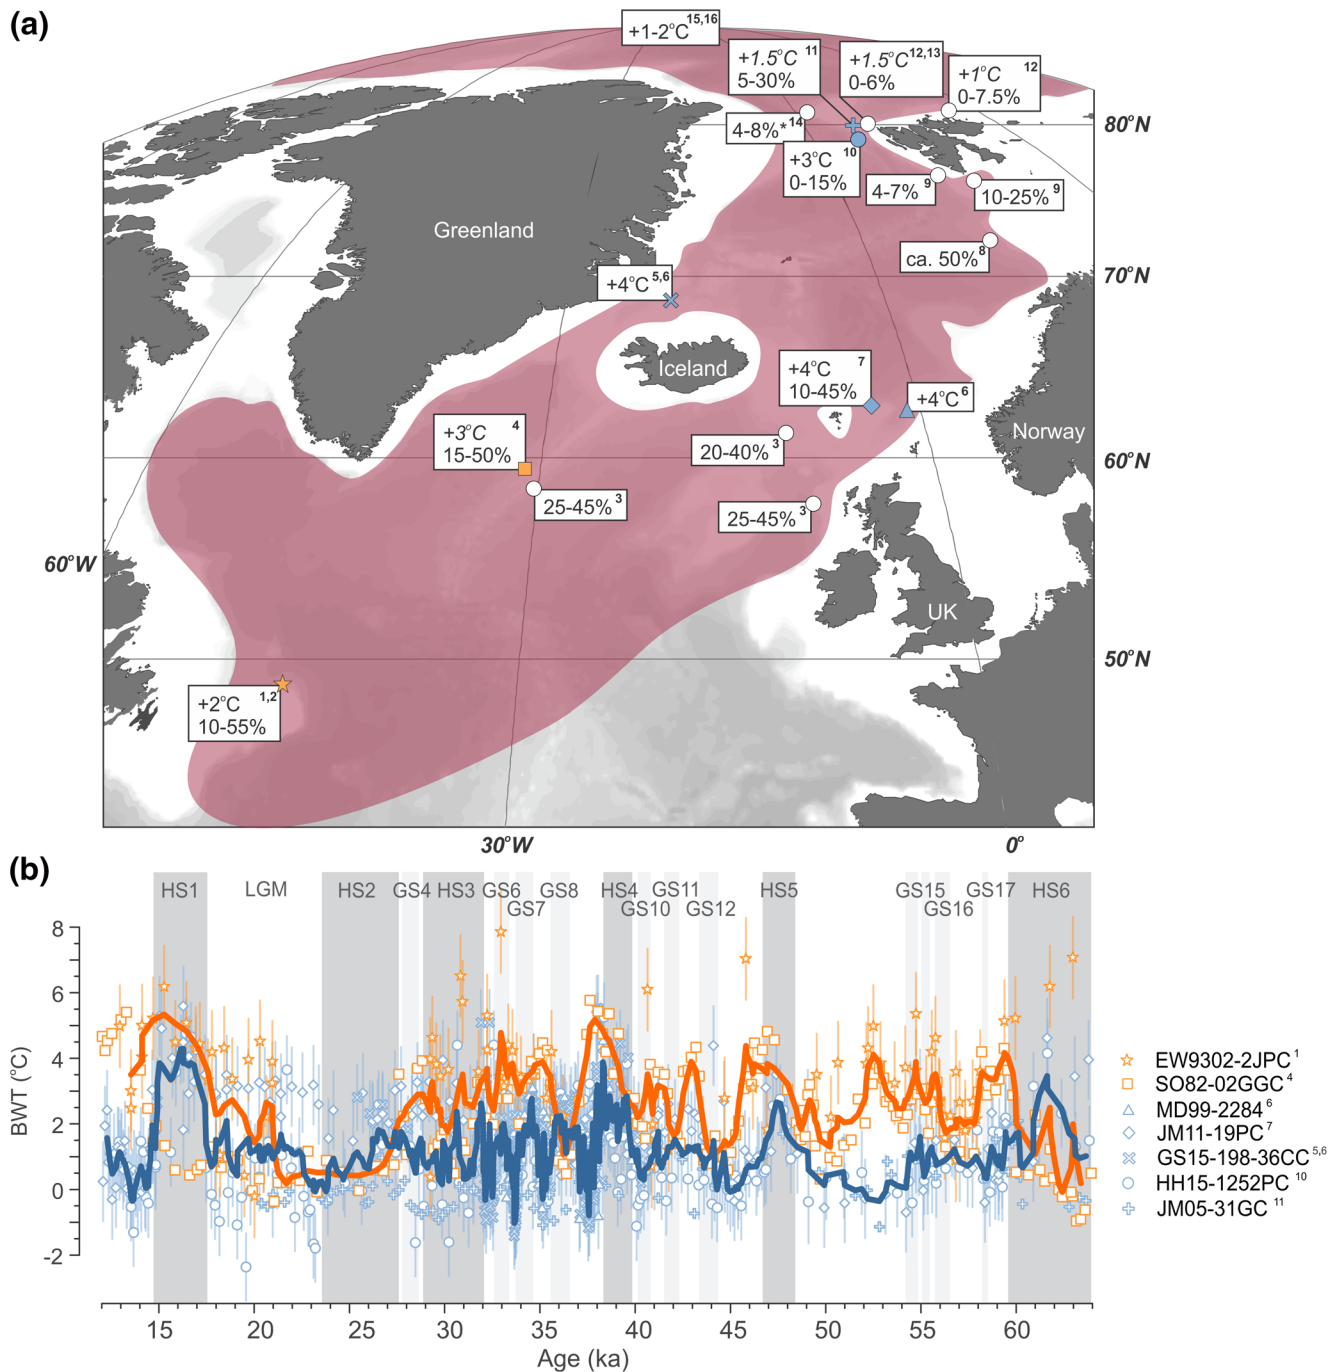 (a)
+1-2°C 15,16
+1.5°C 11
5-30%
+1.5°C 12,13
0-6%
+1°C 12
0-7.5%
4-8%* 14
80°N
+3°C 10
0-15%
4-7% 9
10-25% 9
Greenland
ca. 50% 8
+4°C 5,6
70°N
Iceland
+4°C 7
10-45%
+4°C 6
+3°C 4
15-50%
20-40% 3
Norway
60°N
25-45% 3
25-45% 3
60°W
UK
50°N
+2°C 1,2
10-55%
30°W
0°
(b)
HS1
LGM
HS2
GS4
HS3
GS6
GS7
GS8
HS4
GS10
GS11
GS12
HS5
GS15
GS16
GS17
HS6
BWT (°C)
8
6
4
2
0
-2
15 20 25 30 35 40 45 50 55 60
Age (ka)
EW9302-2JPC 1
SO82-02GGC 4
MD99-2284 6
JM11-19PC 7
GS15-198-36CC 5,6
HH15-1252PC 10
JM05-31GC 11